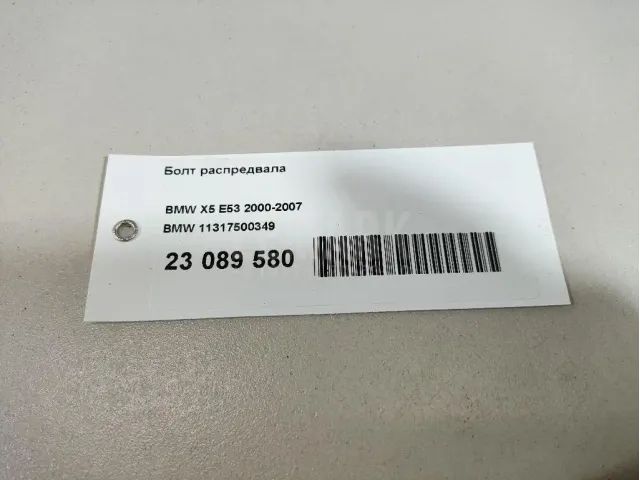 Болт распредвала
BMW X5 E53 2000-2007
BMW 11317500349
23 089 580